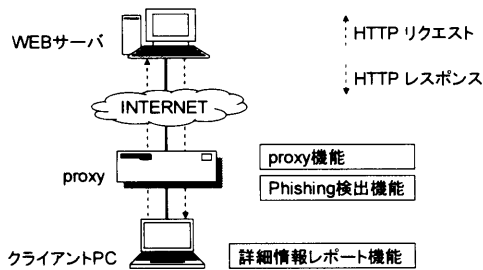 WEBサーバ
HTTP リクエスト
HTTP レスポンス
INTERNET
proxy
proxy機能
Phishing検出機能
クライアントPC
詳細情報レポート機能